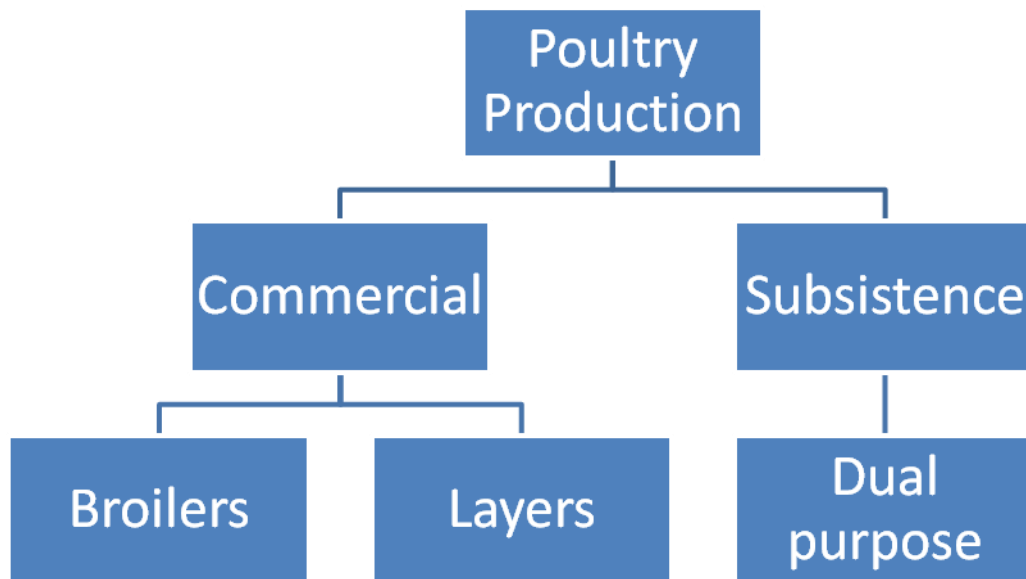 Poultry
Production
Commercial
Subsistence
Broilers
Layers
Dual
purpose